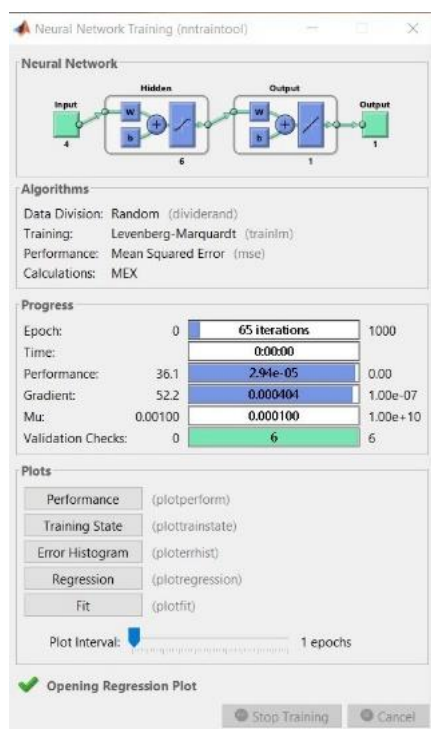 Neural Network Training (nntraintool)
Neural Network
Hidden Output
Input Output
W W
b b
4 6 1 1
Algorithms
Data Division: Random (dividerand)
Training: Levenberg-Marquardt (trainlm)
Performance: Mean Squared Error (mse)
Calculations: MEX
Progress
Epoch: 0 65 iterations 1000
Time: 0:00:00
Performance: 36.1 2.94e-05 0.00
Gradient: 52.2 0.000404 1.00e-07
Mu: 0.00100 0.000100 1.00e+10
Validation Checks: 0 6 6
Plots
Performance (plotperform)
Training State (plottrainstate)
Error Histogram (ploterrhist)
Regression (plotregression)
Fit (plotfit)
Plot Interval: 1 epochs
Opening Regression Plot
Stop Training Cancel